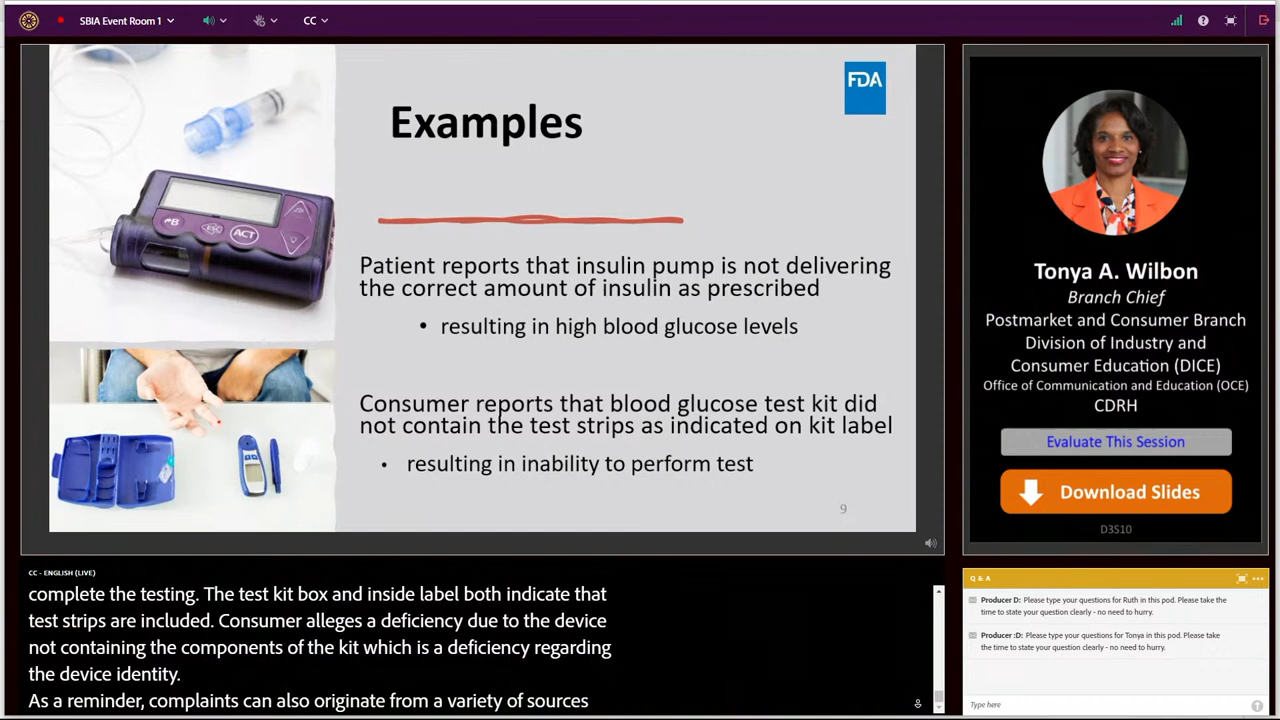 SBIA Event Room 1
CC
FDA
Examples
Patient reports that insulin pump is not delivering
the correct amount of insulin as prescribed
• resulting in high blood glucose levels
Consumer reports that blood glucose test kit did
not contain the test strips as indicated on kit label
• resulting in inability to perform test
9
B
ESC
ACT
Tonya A. Wilbon
Branch Chief
Postmarket and Consumer Branch
Division of Industry and
Consumer Education (DICE)
Office of Communication and Education (OCE)
CDRH
Evaluate This Session
Download Slides
D3S10
CC - ENGLISH (LIVE)
complete the testing. The test kit box and inside label both indicate that
test strips are included. Consumer alleges a deficiency due to the device
not containing the components of the kit which is a deficiency regarding
the device identity.
As a reminder, complaints can also originate from a variety of sources
Q & A
Producer D: Please type your questions for Ruth in this pod. Please take the
time to state your question clearly - no need to hurry.
Producer :D: Please type your questions for Tonya in this pod. Please take
the time to state your question clearly - no need to hurry.
Type here